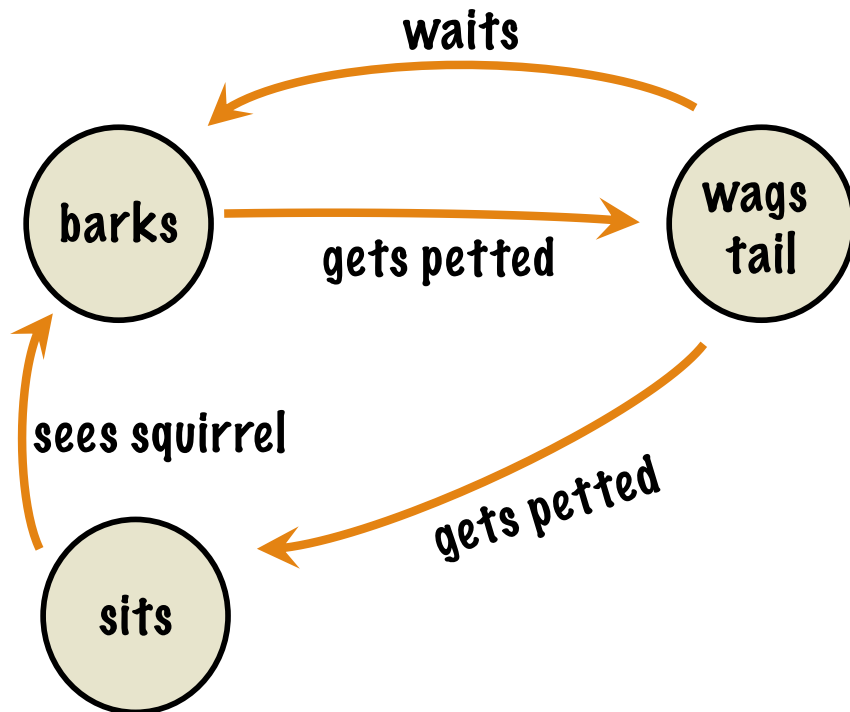 waits
barks
wags
tail
gets petted
sees squirrel
gets petted
sits